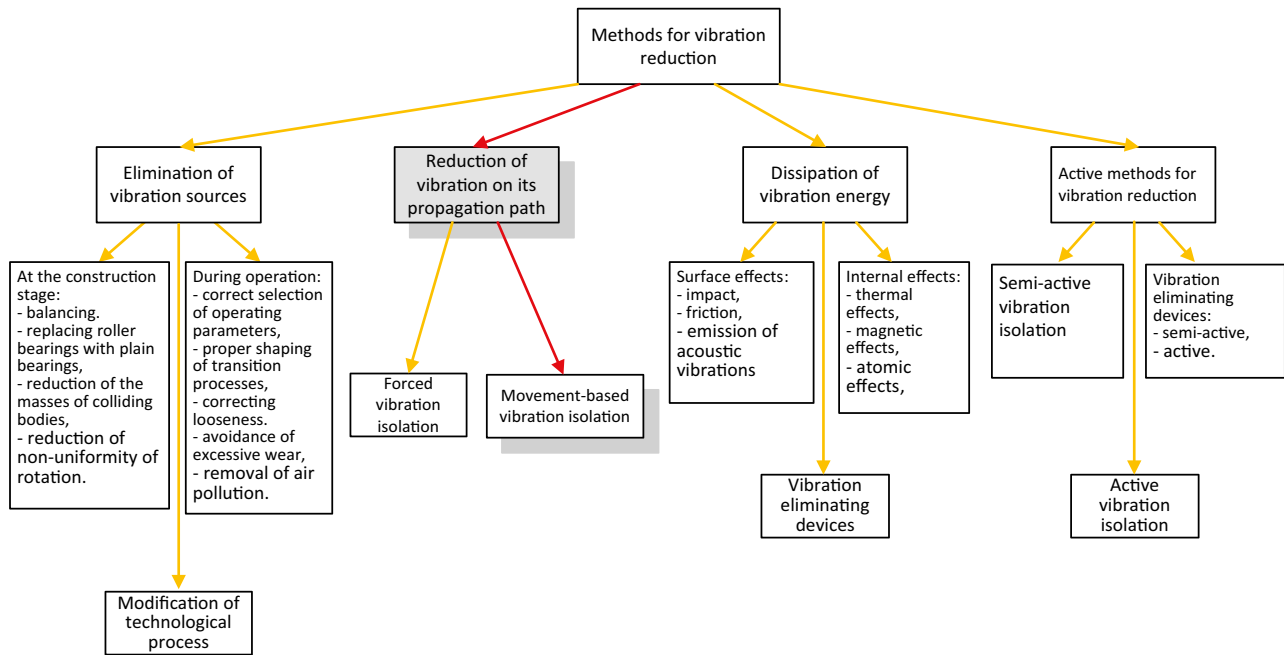 Methods for vibration
reduction
Elimination of
vibration sources
Reduction of
vibration on its
propagation path
Dissipation of
vibration energy
Active methods for
vibration reduction
At the construction
stage:
- balancing.
- replacing roller
bearings with plain
bearings,
- reduction of the
masses of colliding
bodies,
- reduction of
non-uniformity of
rotation.
During operation:
- correct selection
of operating
parameters,
- proper shaping
of transition
processes,
- correcting
looseness.
- avoidance of
excessive wear,
- removal of air
pollution.
Forced
vibration
isolation
Movement-based
vibration isolation
Surface effects:
- impact,
- friction,
- emission of
acoustic
vibrations
Internal effects:
- thermal
effects,
- magnetic
effects,
- atomic
effects,
Semi-active
vibration
isolation
Vibration
eliminating
devices:
- semi-active,
- active.
Vibration
eliminating
devices
Active
vibration
isolation
Modification of
technological
process